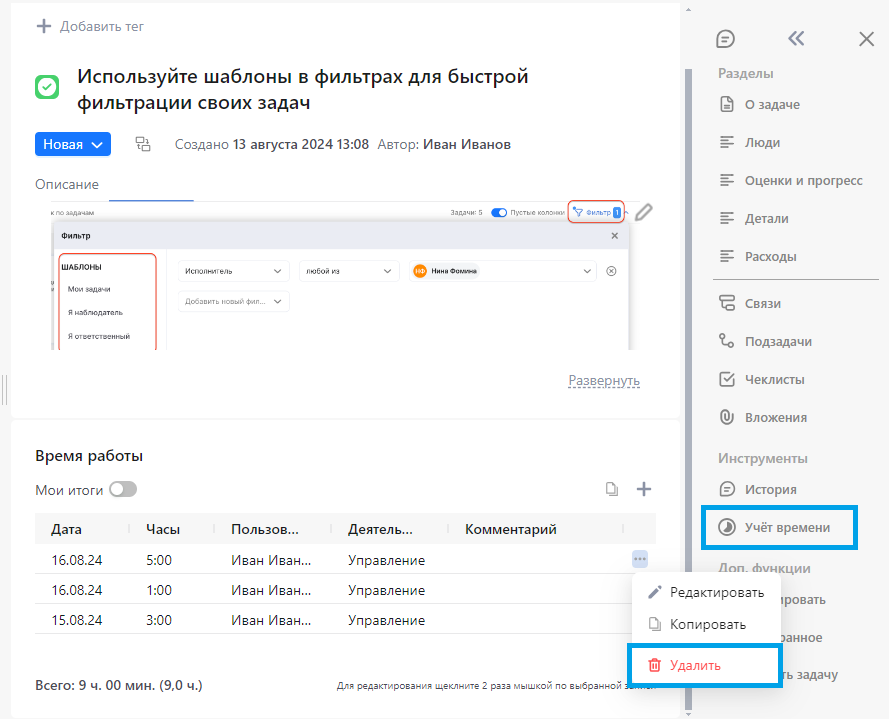 Добавить тег
Используйте шаблоны в фильтрах для быстрой
фильтрации своих задач
Новая
Создано 13 августа 2024 13:08 Автор: Иван Иванов
Описание
к по задачам
Задачи: 5
Пустые колонки
Фильтр
1
Фильтр
ШАБЛОНЫ
Мои задачи
Я наблюдатель
Я ответственный
Исполнитель
любой из
НФ
Нина Фомина
Добавить новый фил...
Развернуть
Время работы
Мои итоги
Дата Часы Пользов... Деятель... Комментарий
16.08.24 5:00 Иван Иван... Управление
16.08.24 1:00 Иван Иван... Управление
15.08.24 3:00 Иван Иван... Управление
Всего: 9 ч. 00 мин. (9,0 ч.)
Для редактирования щеклните 2 раза мышкой по выбранной
Редактировать
Копировать
Удалить
Разделы
О задаче
Люди
Оценки и прогресс
Детали
Расходы
Связи
Подзадачи
Чеклисты
Вложения
Инструменты
История
Учёт времени
Доп. функции
ировать
ранное
ть задачу